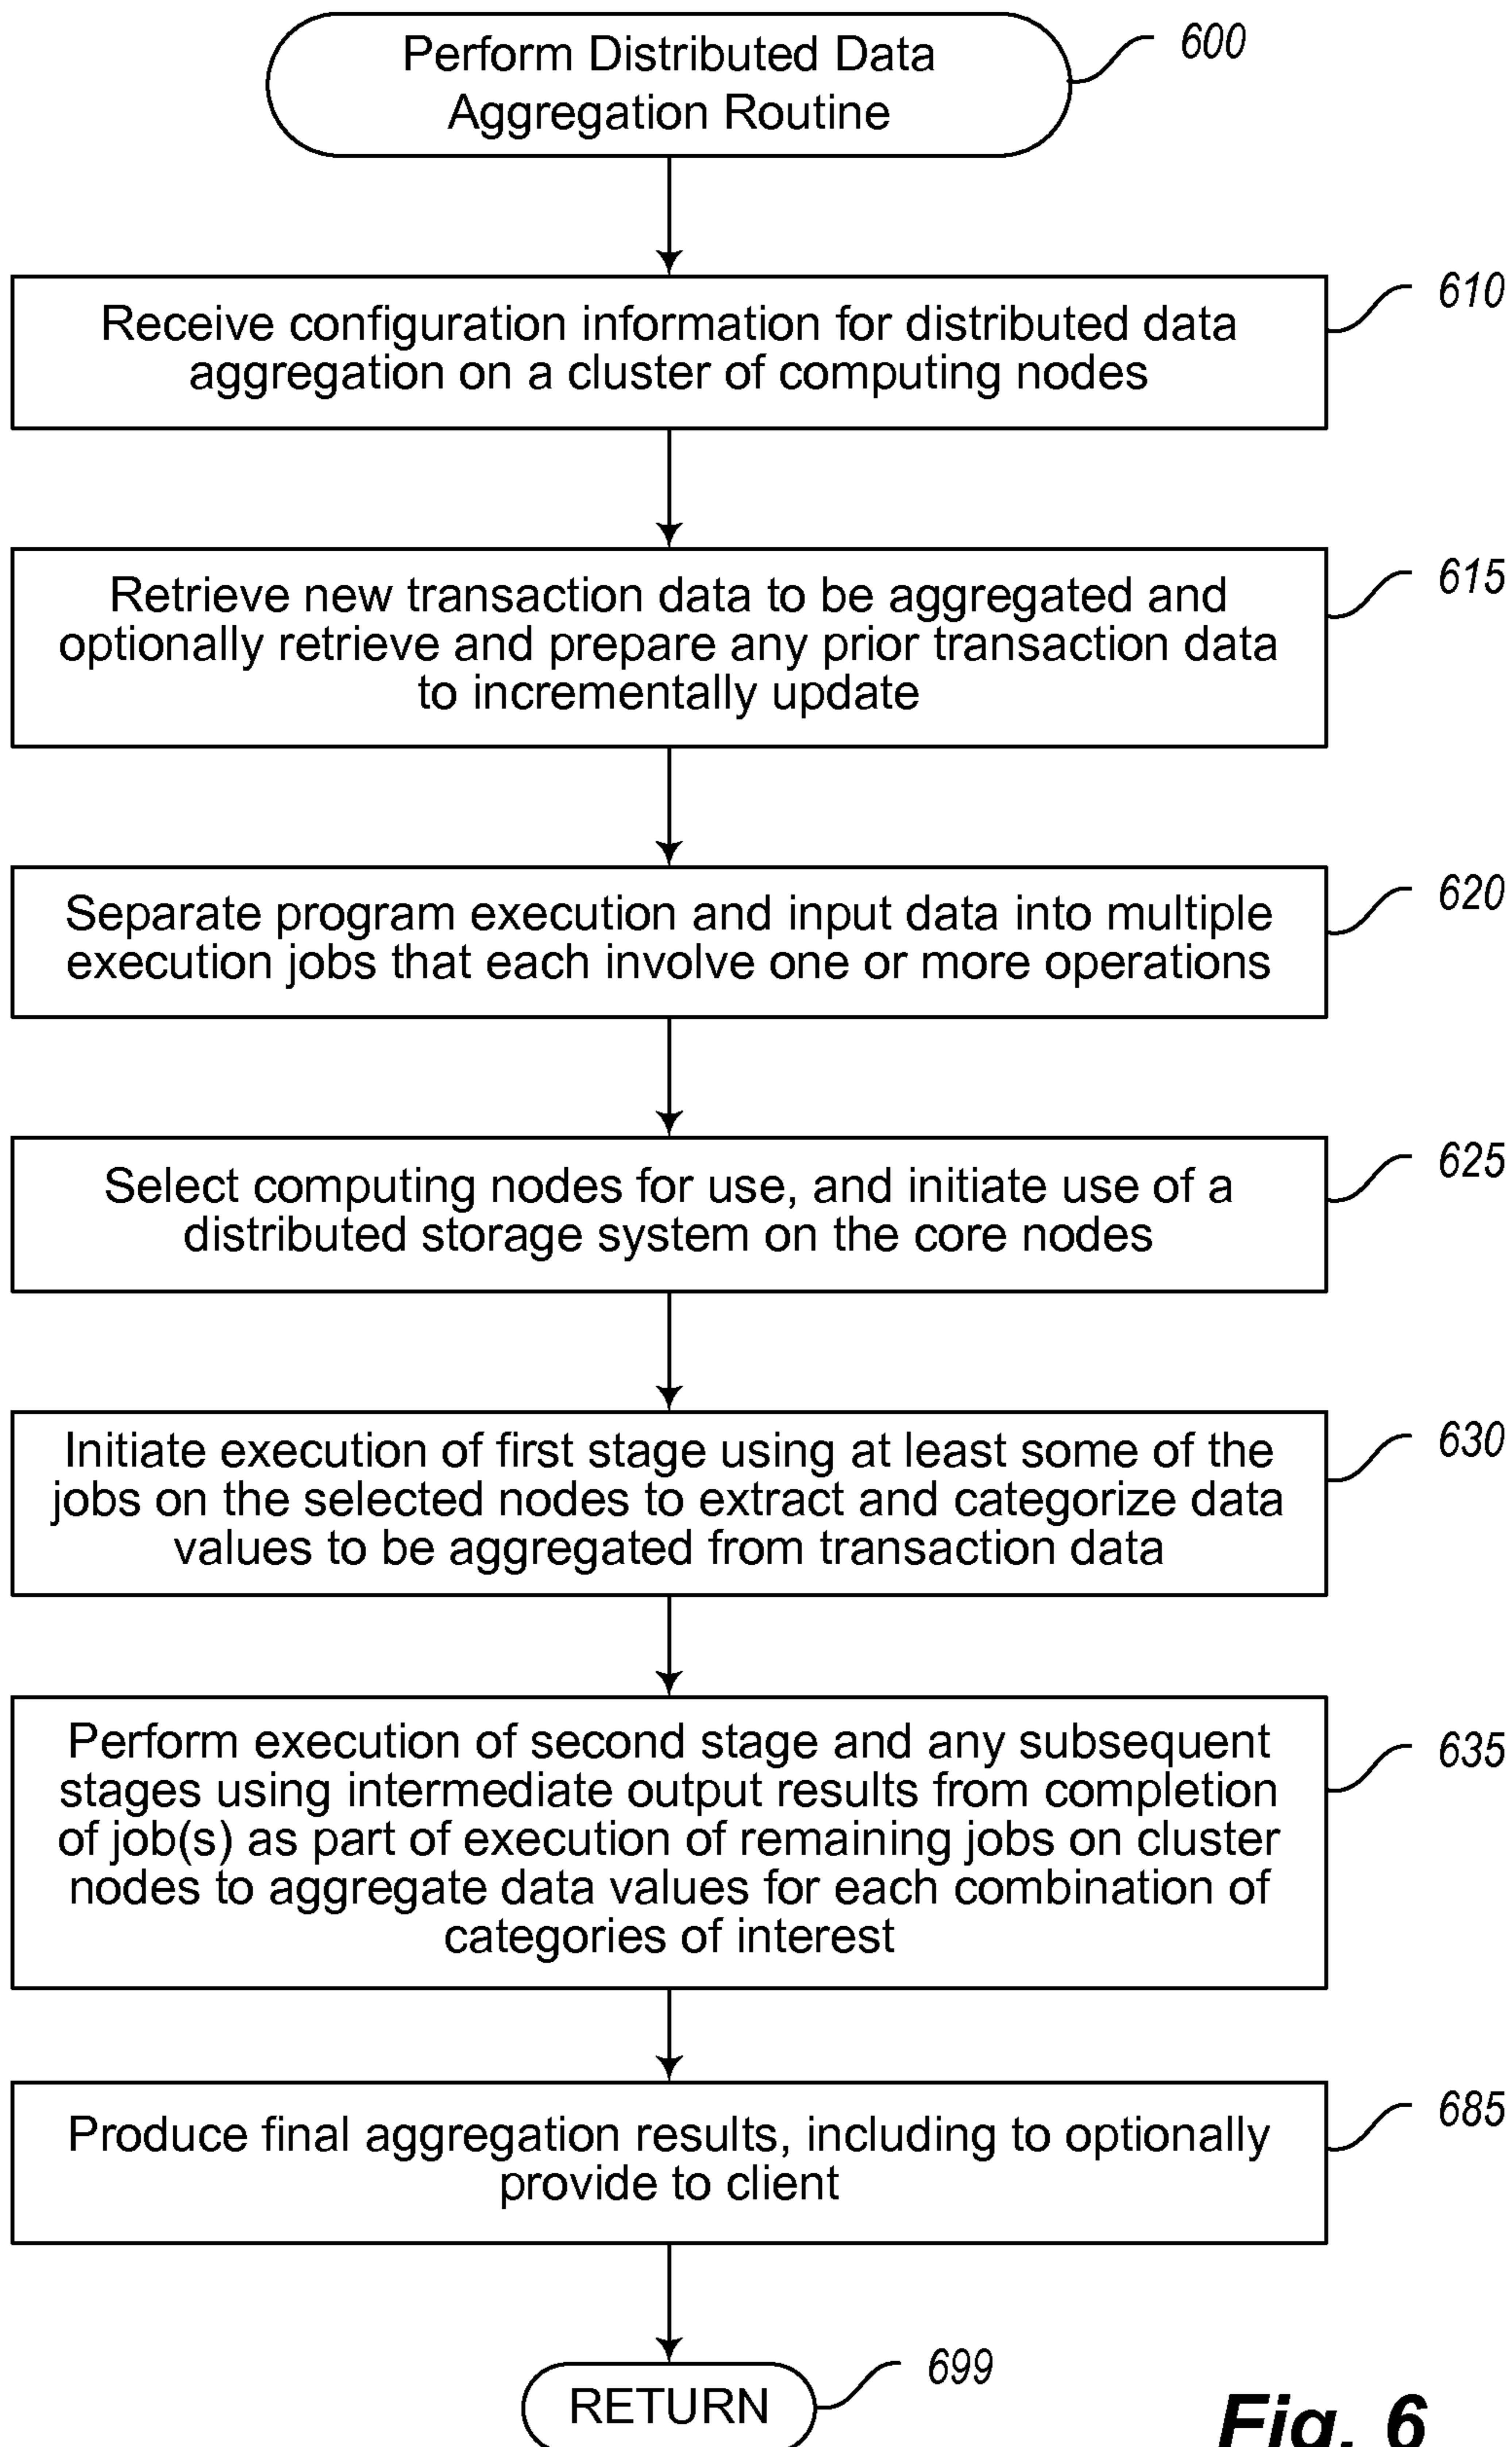 Perform Distributed Data
Aggregation Routine
600
Receive configuration information for distributed data
aggregation on a cluster of computing nodes
610
Retrieve new transaction data to be aggregated and
optionally retrieve and prepare any prior transaction data
to incrementally update
615
Separate program execution and input data into multiple
execution jobs that each involve one or more operations
620
Select computing nodes for use, and initiate use of a
distributed storage system on the core nodes
625
Initiate execution of first stage using at least some of the
jobs on the selected nodes to extract and categorize data
values to be aggregated from transaction data
630
Perform execution of second stage and any subsequent
stages using intermediate output results from completion
of job(s) as part of execution of remaining jobs on cluster
nodes to aggregate data values for each combination of
categories of interest
635
Produce final aggregation results, including to optionally
provide to client
685
RETURN
699
Fig. 6